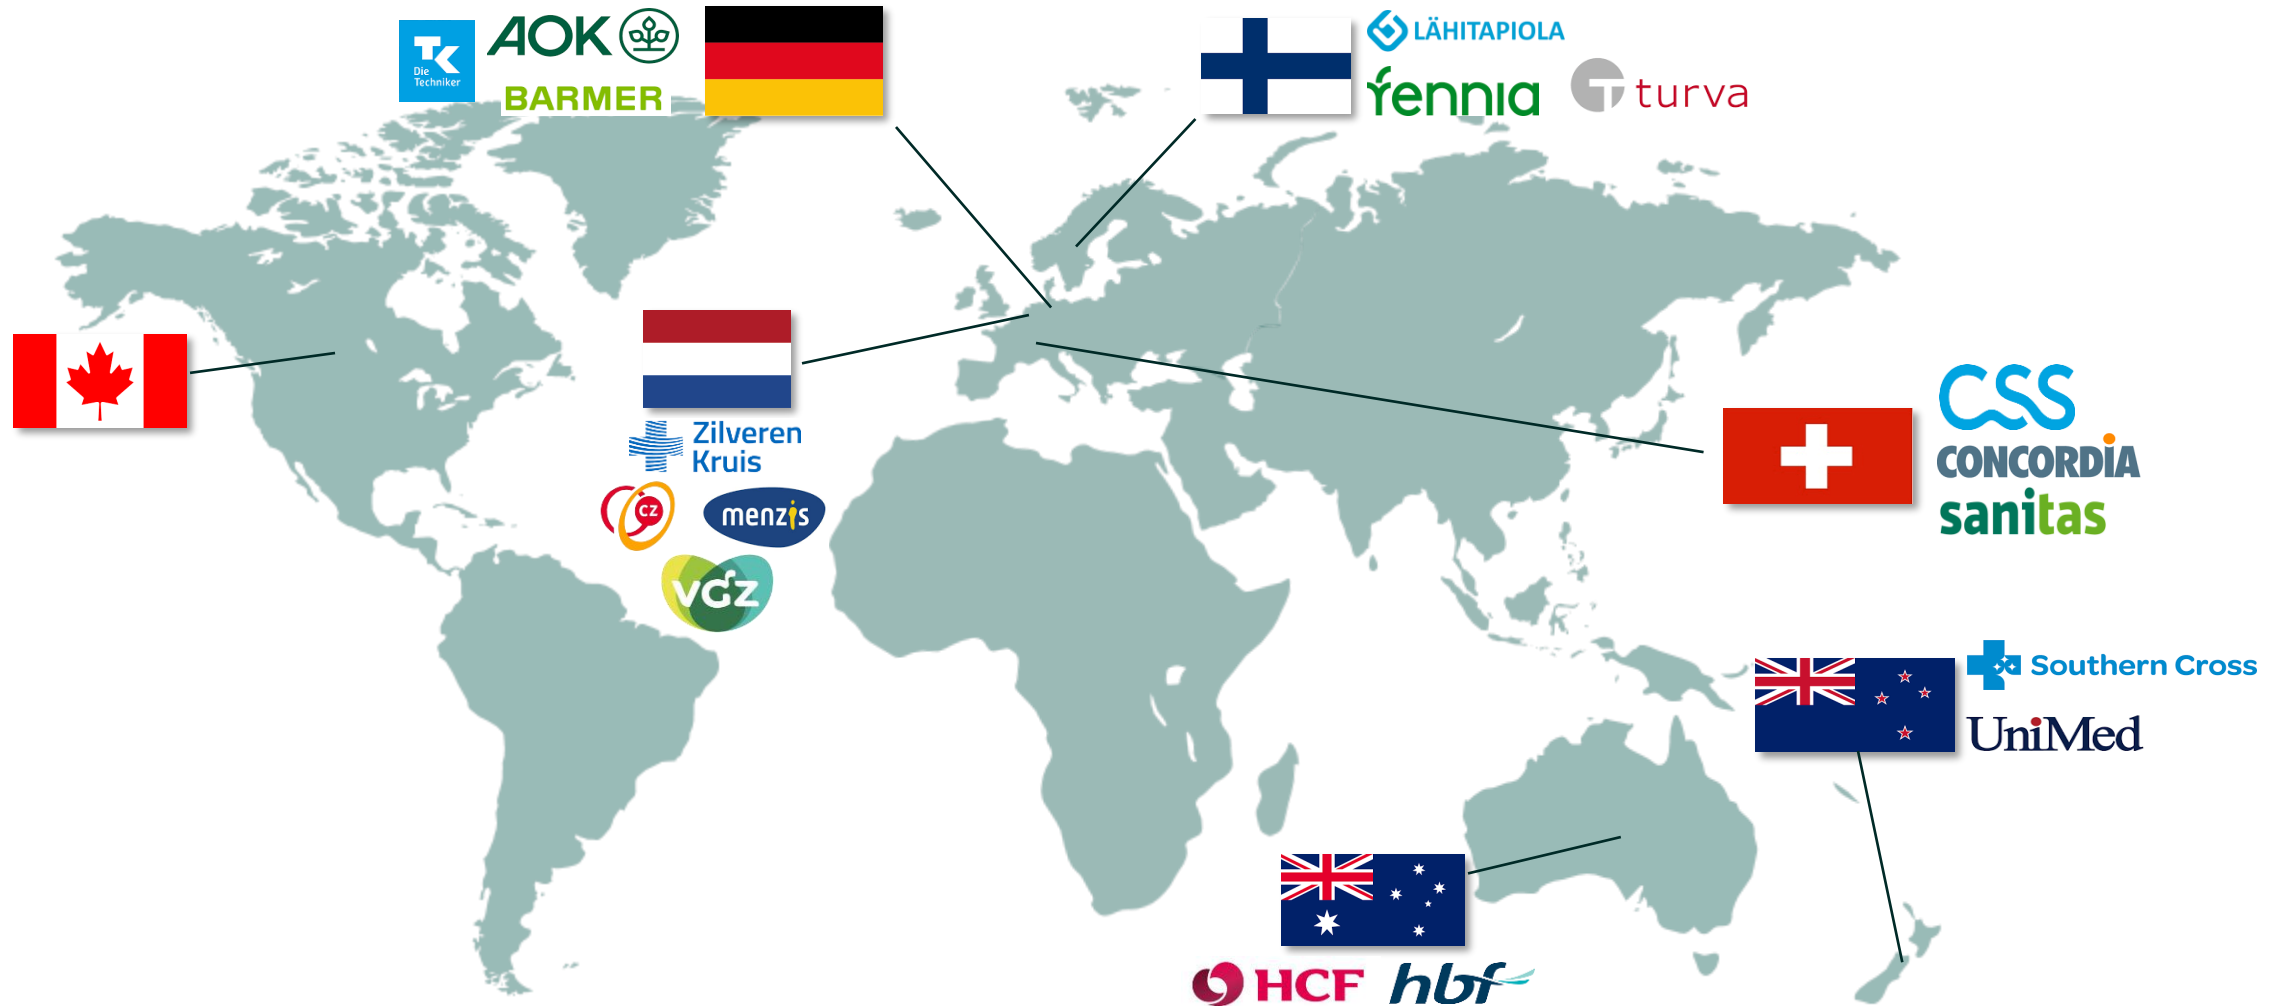 TK
Die
Techniker
AOK
BARMER
LÄHITAPIOLA
fennia
T turva
Zilveren
Kruis
CZ
menzis
VGZ
CSS
CONCORDIA
sanitas
Southern Cross
UniMed
HCF
hbf